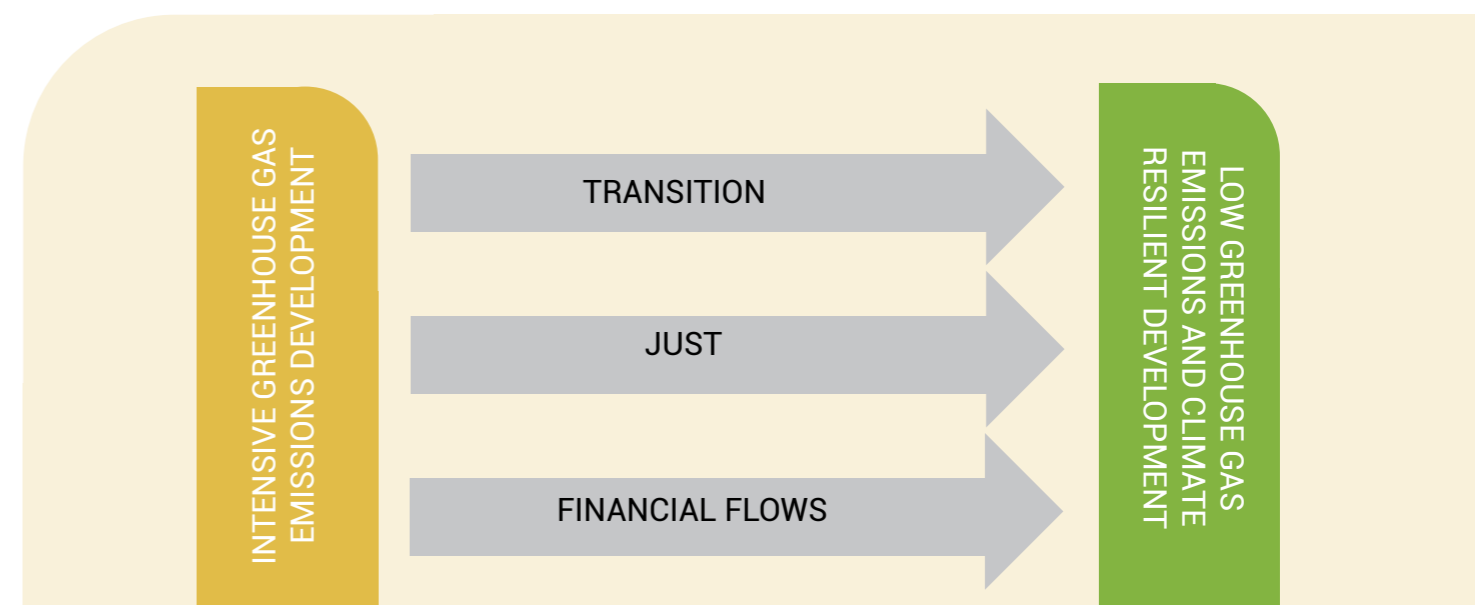 INTENSIVE GREENHOUSE GAS
EMISSIONS DEVELOPMENT
TRANSITION
JUST
FINANCIAL FLOWS
LOW GREENHOUSE GAS
EMISSIONS AND CLIMATE
RESILIENT DEVELOPMENT